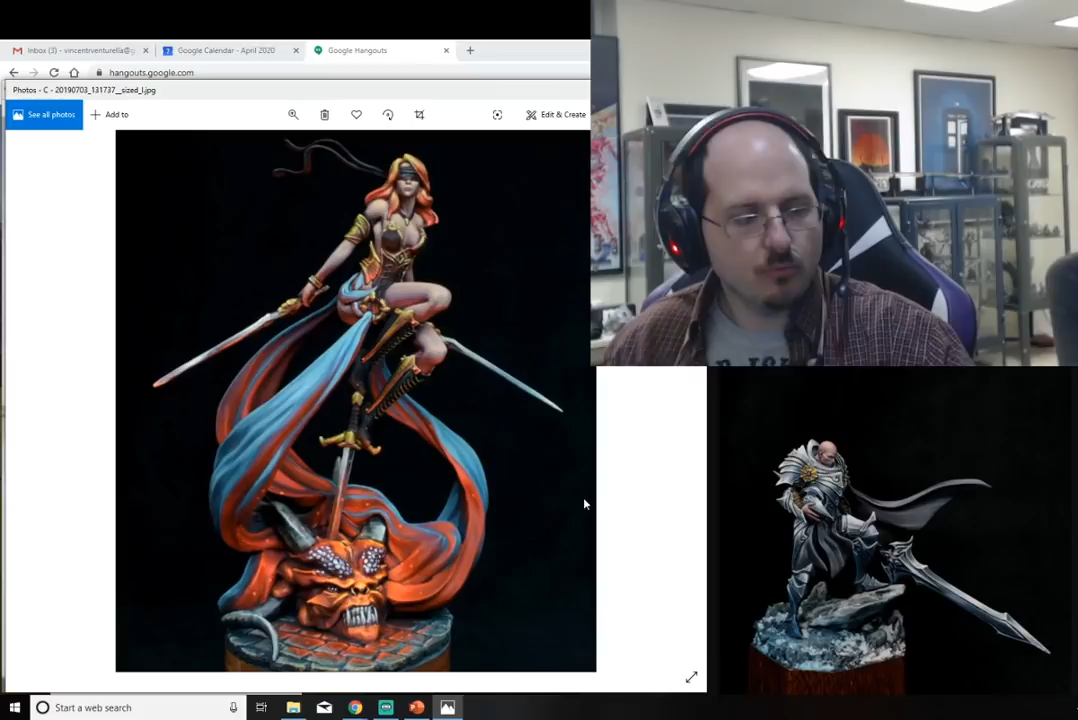 Inbox (3) - vincentrventurella@g
Google Calendar - April 2020
Google Hangouts
hangouts.google.com
Photos - C - 20190703_131737__sized_l.jpg
See all photos
Add to
Edit & Create
Start a web search